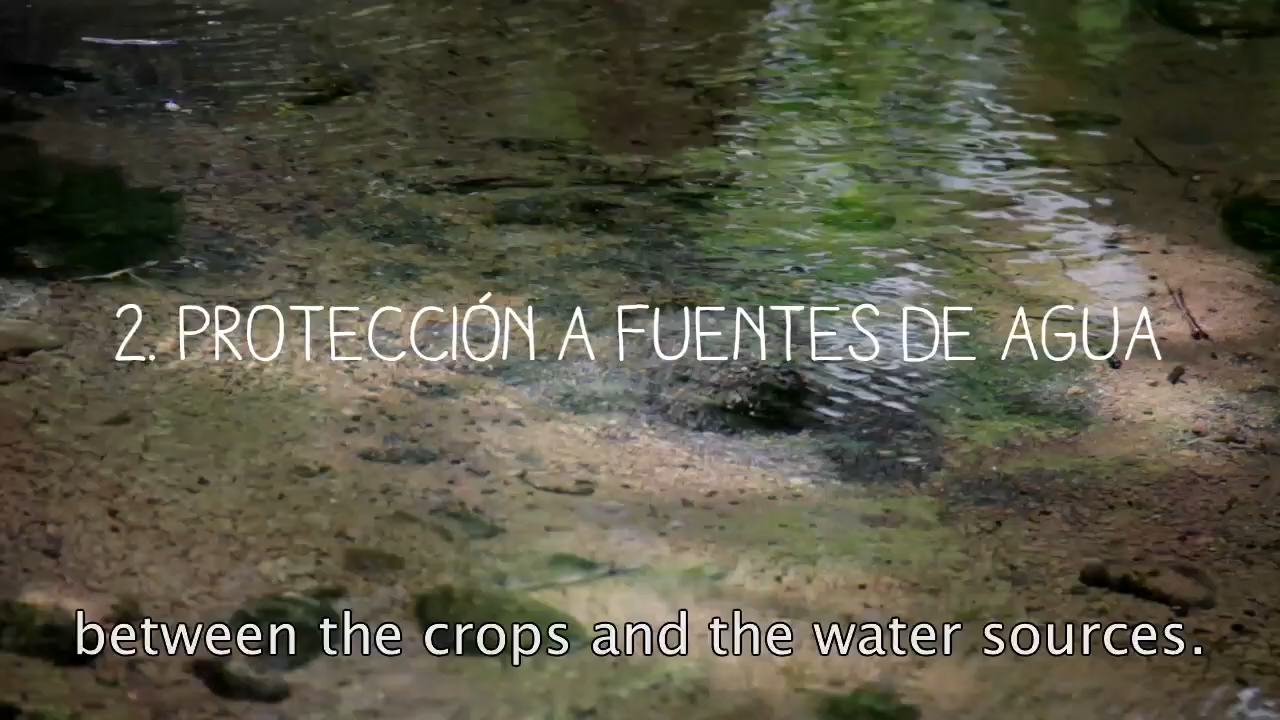 2. PROTECCIÓN A FUENTES DE AGUA
between the crops and the water sources.